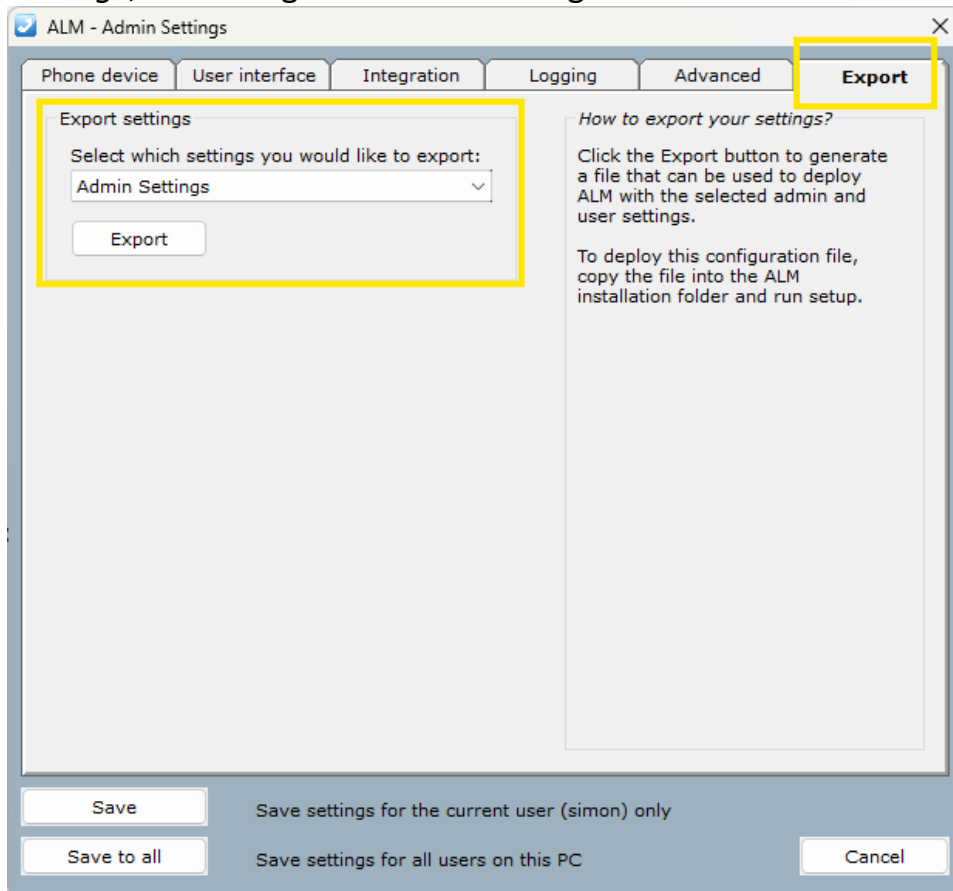 ALM - Admin Settings
Phone device
User interface
Integration
Logging
Advanced
Export
Export settings
Select which settings you would like to export:
Admin Settings
Export
How to export your settings?
Click the Export button to generate
a file that can be used to deploy
ALM with the selected admin and
user settings.
To deploy this configuration file,
copy the file into the ALM
installation folder and run setup.
Save
Save settings for the current user (simon) only
Save to all
Save settings for all users on this PC
Cancel